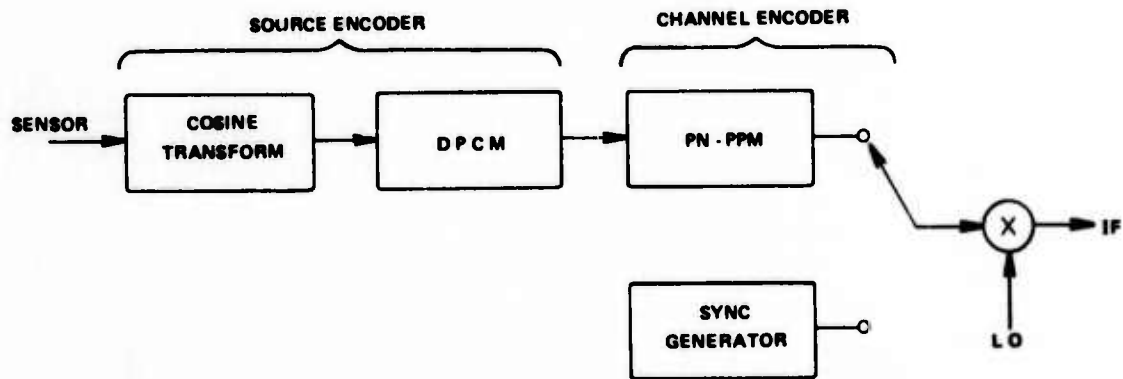 SOURCE ENCODER
CHANNEL ENCODER
SENSOR
COSINE
TRANSFORM
DPCM
PN - PPM
X
IF
SYNC
GENERATOR
LO